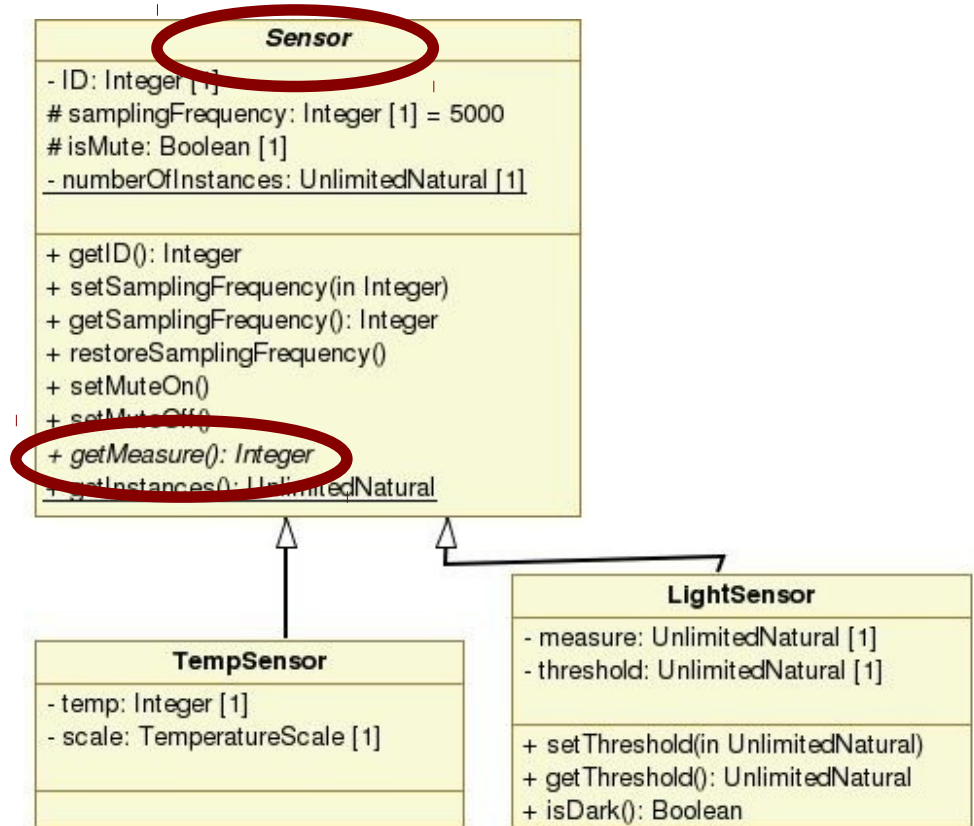 Sensor
- ID: Integer [1]
# samplingFrequency: Integer [1] = 5000
# isMute: Boolean [1]
- numberOfInstances: UnlimitedNatural [1]
+ getID(): Integer
+ setSamplingFrequency(in Integer)
+ getSamplingFrequency(): Integer
+ restoreSamplingFrequency()
+ setMuteOn()
+ setMuteOff()
+ getMeasure(): Integer
+ getInstances(): UnlimitedNatural
TempSensor
- temp: Integer [1]
- scale: TemperatureScale [1]
LightSensor
- measure: UnlimitedNatural [1]
- threshold: UnlimitedNatural [1]
+ setThreshold(in UnlimitedNatural)
+ getThreshold(): UnlimitedNatural
+ isDark(): Boolean